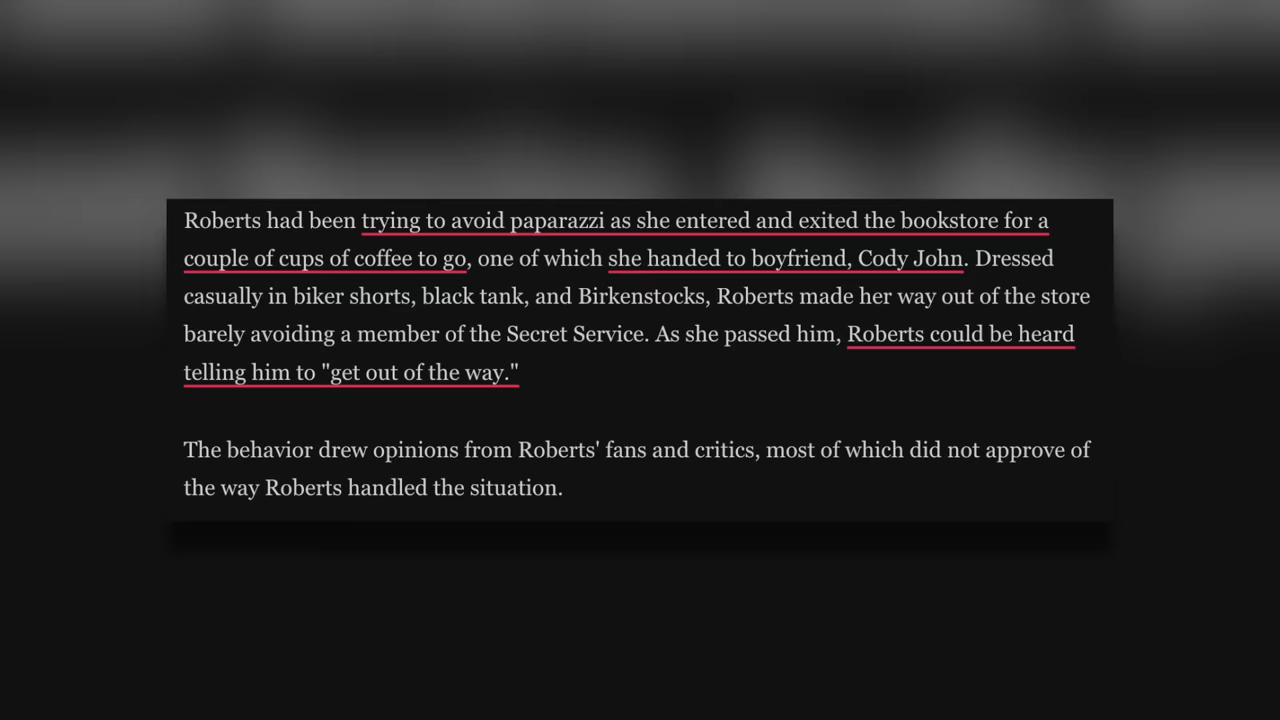 Roberts had been trying to avoid paparazzi as she entered and exited the bookstore for a
couple of cups of coffee to go, one of which she handed to boyfriend, Cody John. Dressed
casually in biker shorts, black tank, and Birkenstocks, Roberts made her way out of the store
barely avoiding a member of the Secret Service. As she passed him, Roberts could be heard
telling him to "get out of the way."
The behavior drew opinions from Roberts' fans and critics, most of which did not approve of
the way Roberts handled the situation.